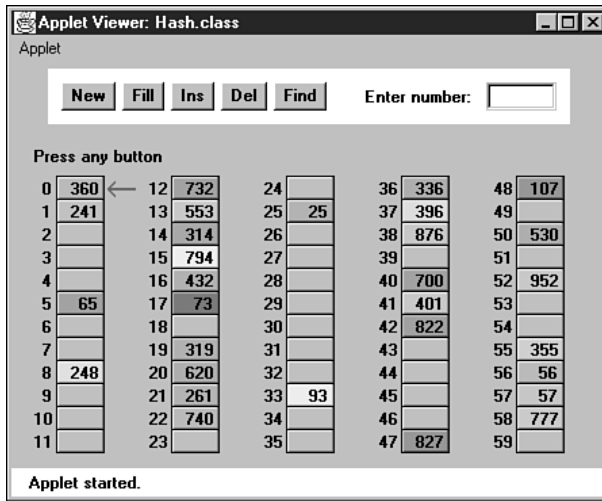 Applet Viewer: Hash.class
Applet
New Fill Ins Del Find Enter number:
Press any button
0 360 12 732 24 36 336 48 107
1 241 13 553 25 25 37 396 49
2 14 314 26 38 876 50 530
3 15 794 27 39 51
4 16 432 28 40 700 52 952
5 65 17 73 29 41 401 53
6 18 30 42 822 54
7 19 319 31 43 55 355
8 248 20 620 32 44 56 56
9 21 261 33 93 45 57 57
10 22 740 34 46 58 777
11 23 35 47 827 59
Applet started.